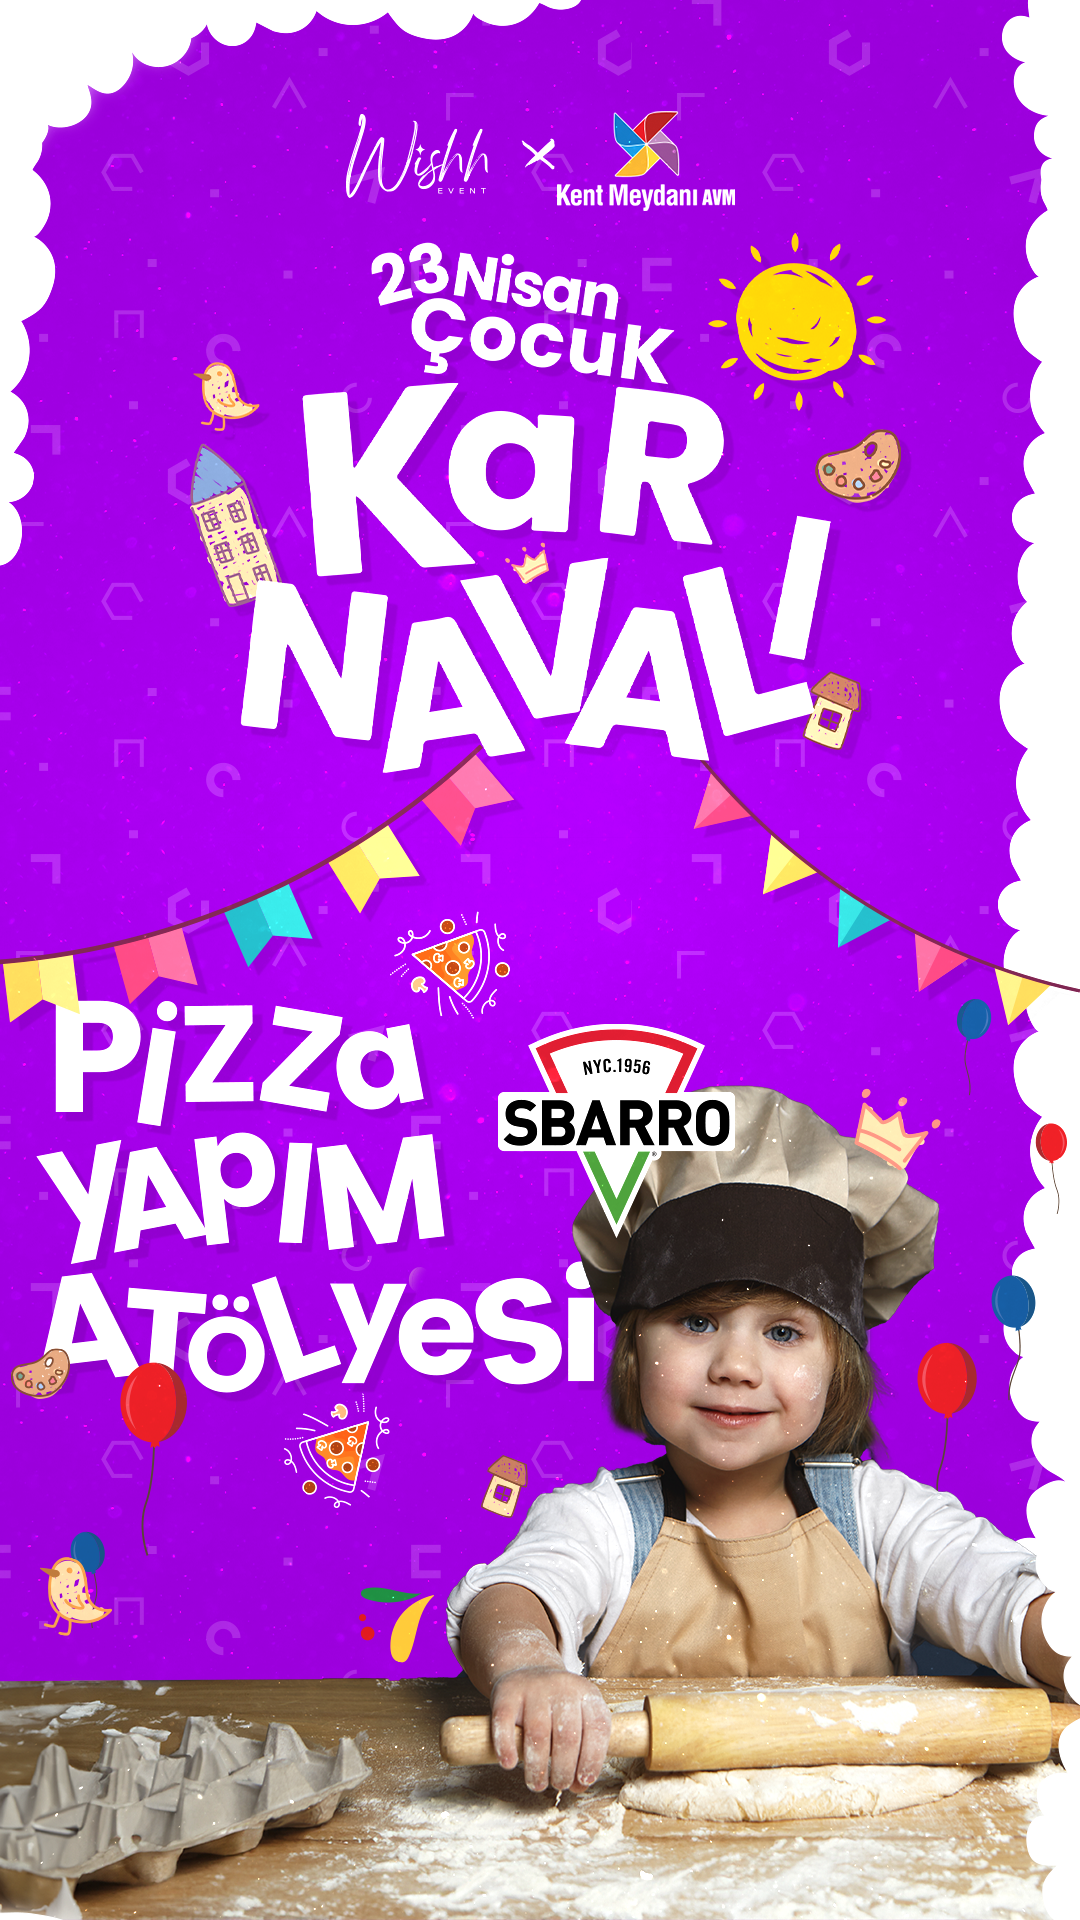 Wishh
EVENT
Kent Meydanı AVM
23 Nisan
Çocuk
KaR
NAVALI
Pizza
YAPIM
ATÖLYeSi
NYC.1956
SBARRO
®